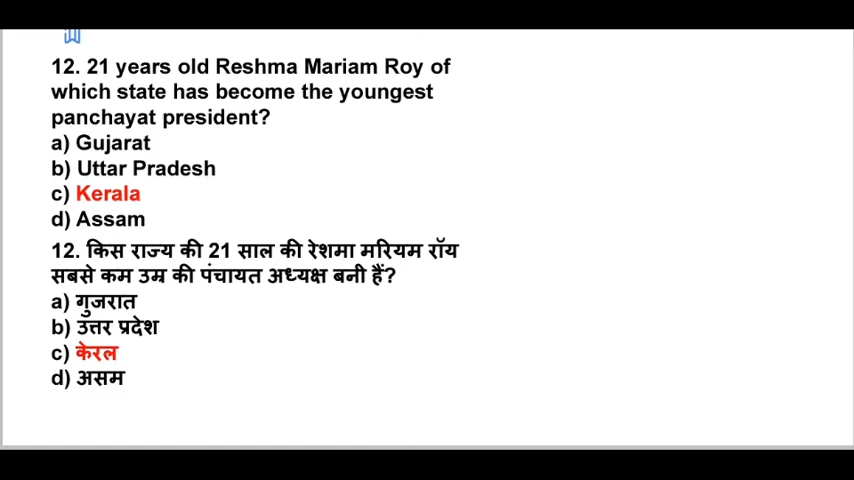 12. 21 years old Reshma Mariam Roy of
which state has become the youngest
panchayat president?
a) Gujarat
b) Uttar Pradesh
c) Kerala
d) Assam
12. किस राज्य की 21 साल की रेशमा मरियम रॉय
सबसे कम उम्र की पंचायत अध्यक्ष बनी हैं?
a) गुजरात
b) उत्तर प्रदेश
c) केरल
d) असम